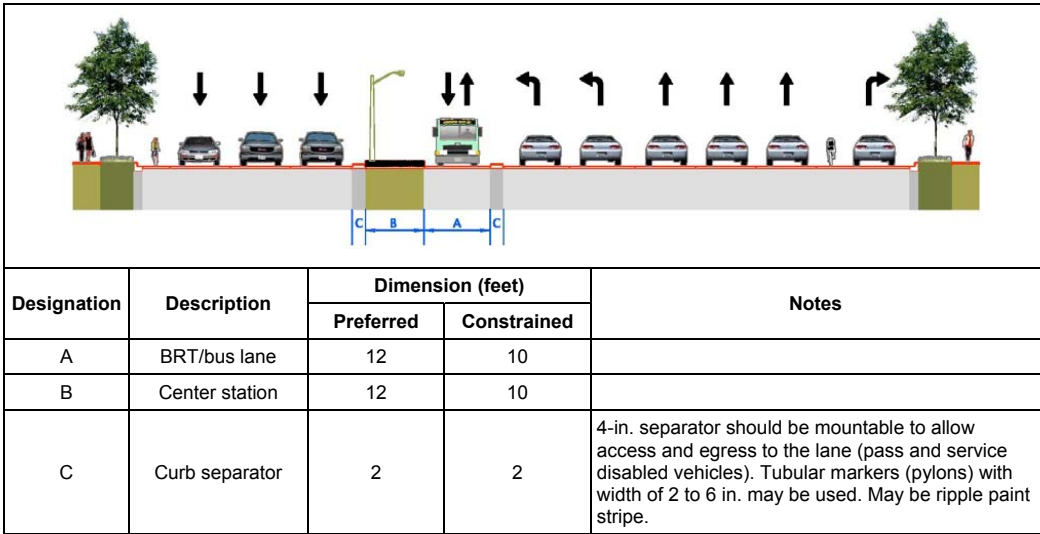 C B A C
Designation Description Dimension (feet) Notes
Preferred Constrained
A BRT/bus lane 12 10
B Center station 12 10
C Curb separator 2 2 4-in. separator should be mountable to allow
access and egress to the lane (pass and service
disabled vehicles). Tubular markers (pylons) with
width of 2 to 6 in. may be used. May be ripple paint
stripe.